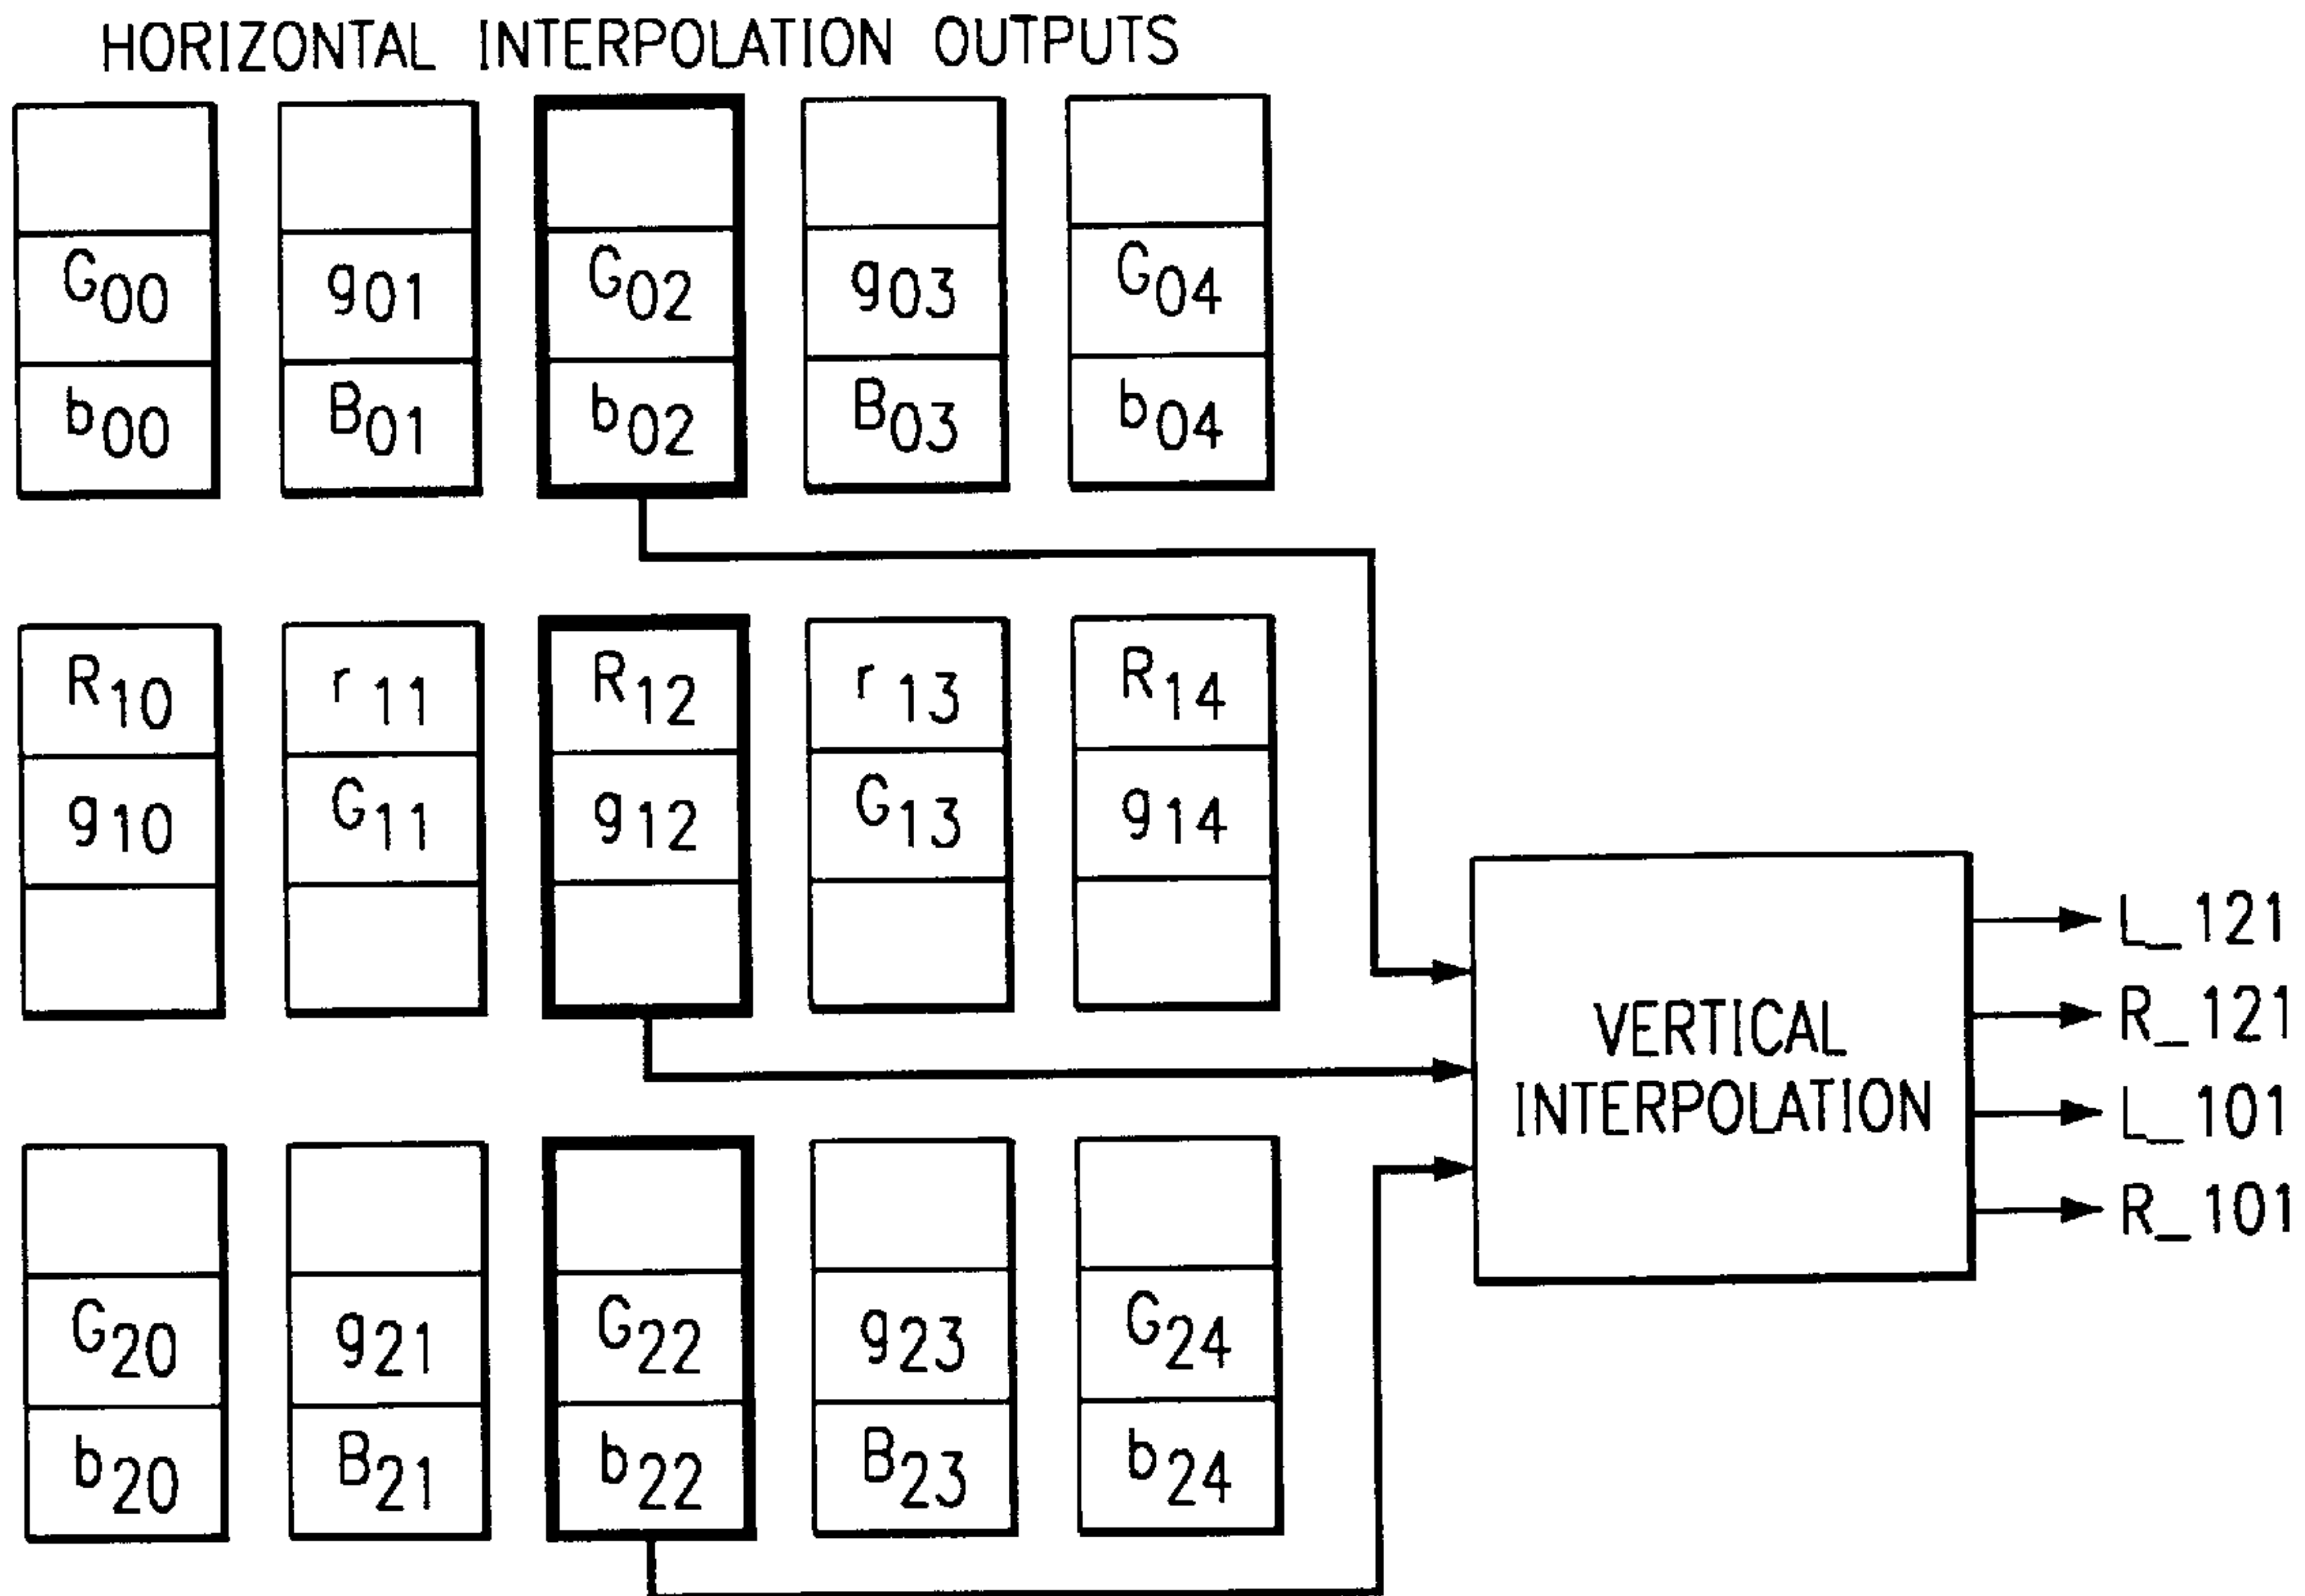 HORIZONTAL INTERPOLATION OUTPUTS
G00 g01 G02 g03 G04
b00 B01 b02 B03 b04
R10 r11 R12 r13 R14
g10 G11 g12 G13 g14
L_121
R_121
VERTICAL
INTERPOLATION
L_101
R_101
G20 g21 G22 g23 G24
b20 B21 b22 B23 b24